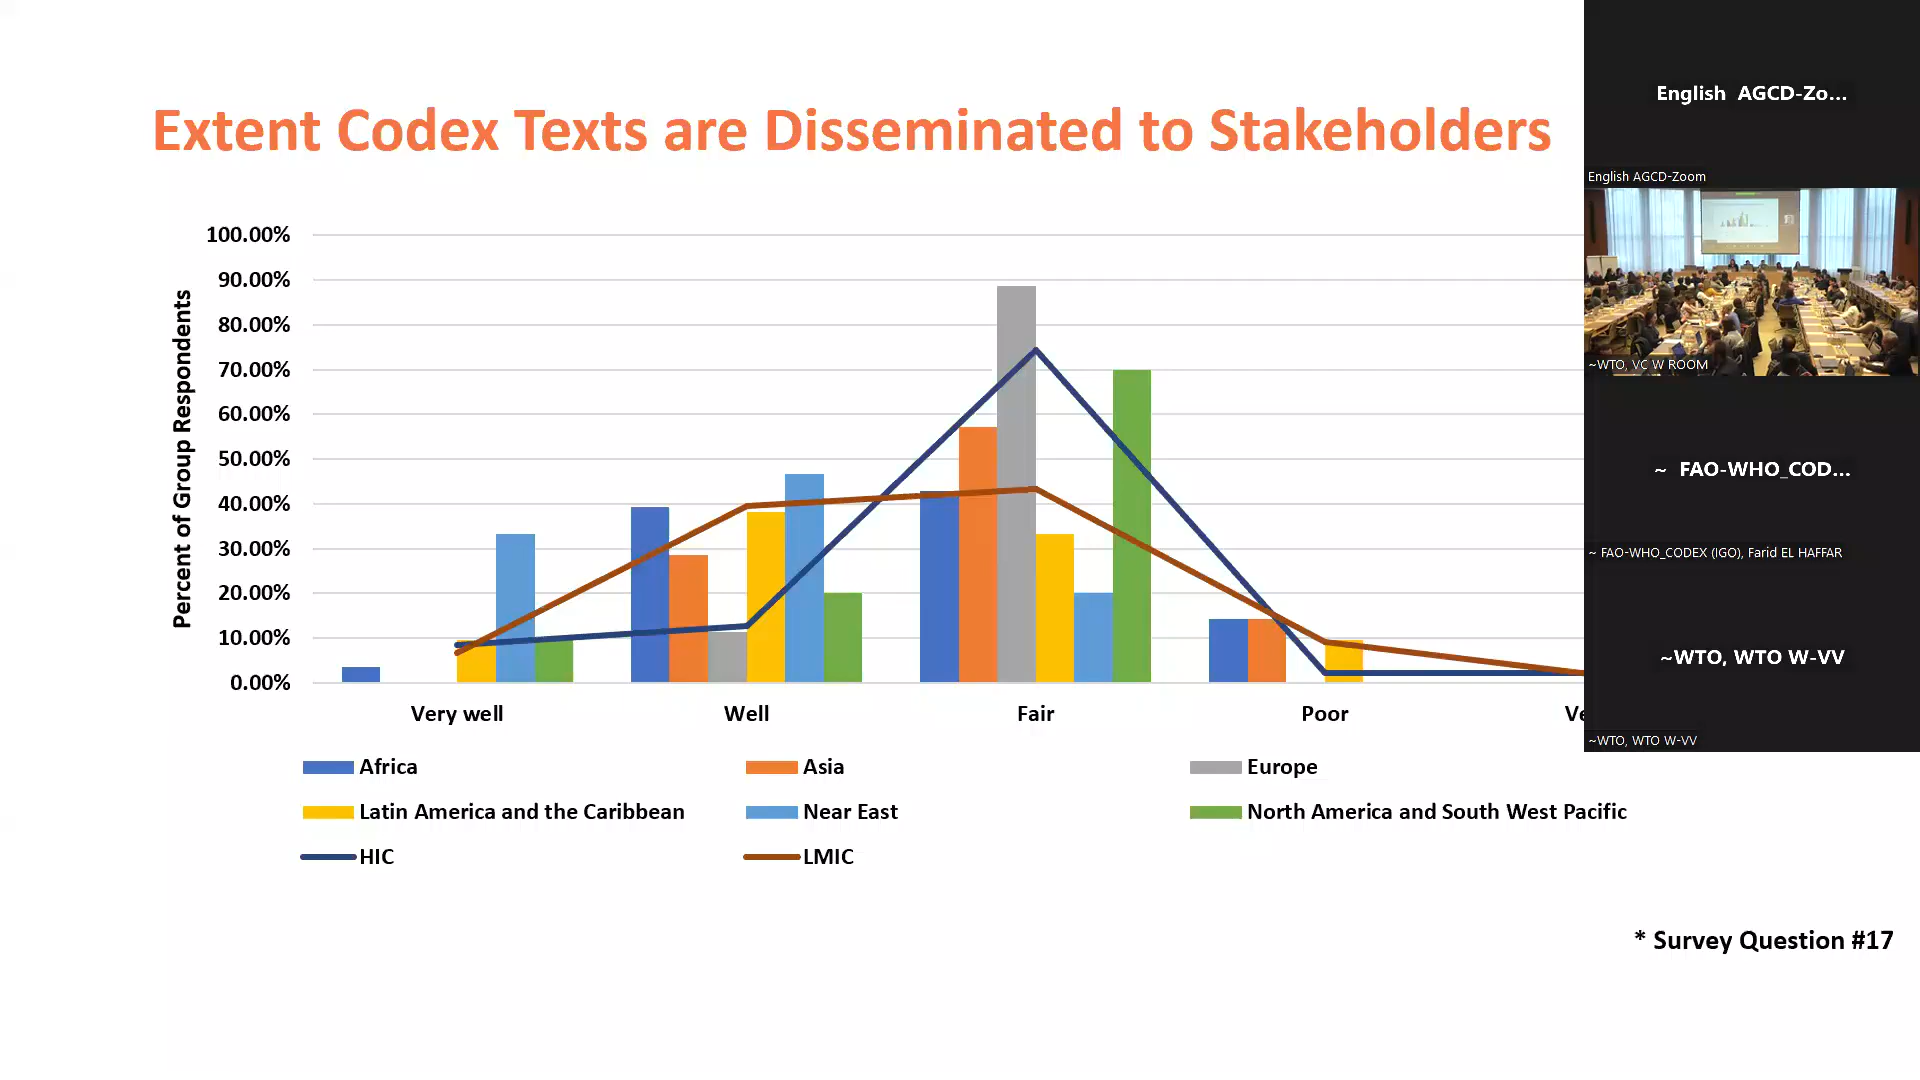 Extent Codex Texts are Disseminated to Stakeholders
Percent of Group Respondents
100.00%
90.00%
80.00%
70.00%
60.00%
50.00%
40.00%
30.00%
20.00%
10.00%
0.00%
Very well Well Fair Poor Ve
Africa Asia Europe
Latin America and the Caribbean Near East North America and South West Pacific
HIC LMIC
* Survey Question #17
English AGCD-Zo...
English AGCD-Zoom
~WTO, VC W ROOM
~ FAO-WHO_COD...
~ FAO-WHO_CODEX (IGO), Farid EL HAFFAR
~WTO, WTO W-VV
~WTO, WTO W-VV